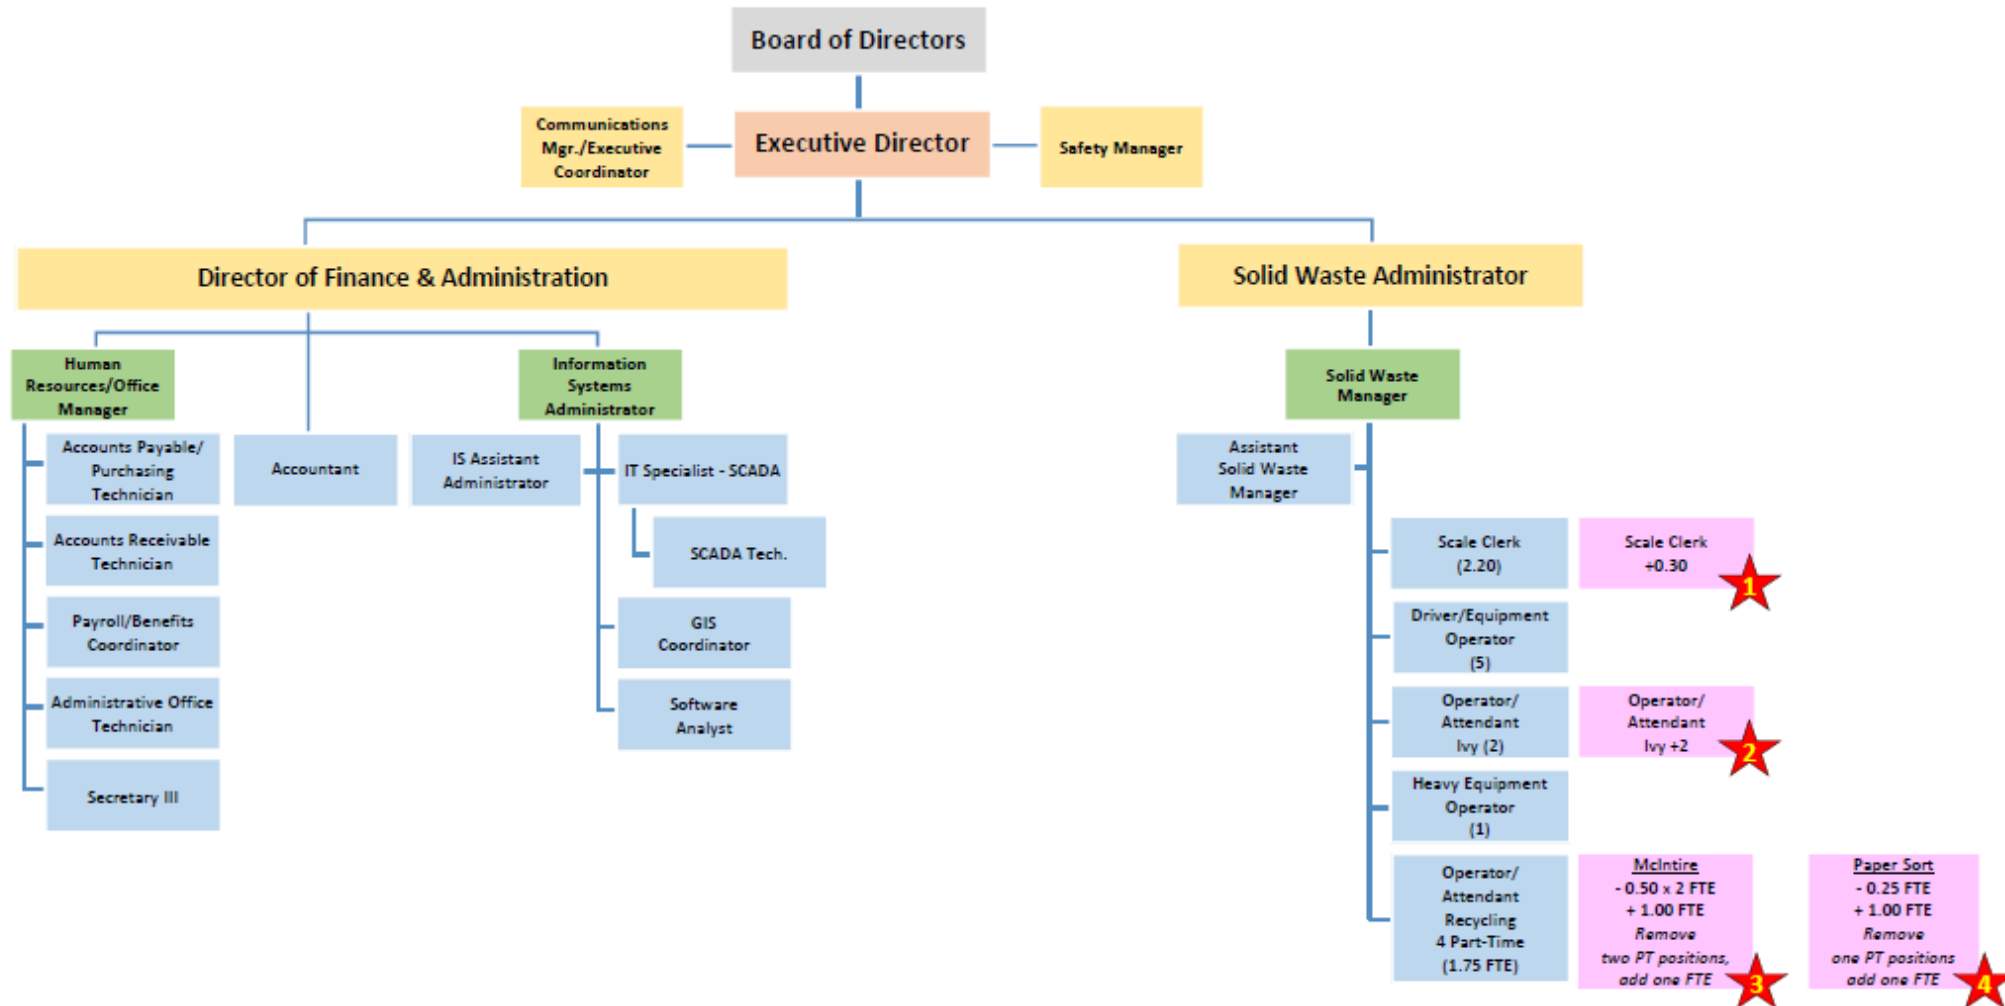 Board of Directors
Communications
Mgr./Executive
Coordinator
Executive Director
Safety Manager
Director of Finance & Administration
Solid Waste Administrator
Human
Resources/Office
Manager
Information
Systems
Administrator
Solid Waste
Manager
Accounts Payable/
Purchasing
Technician
Accountant
IS Assistant
Administrator
IT Specialist - SCADA
Assistant
Solid Waste
Manager
Accounts Receivable
Technician
SCADA Tech.
Scale Clerk
(2.20)
Scale Clerk
+0.30
1
Payroll/Benefits
Coordinator
GIS
Coordinator
Driver/Equipment
Operator
(5)
Administrative Office
Technician
Software
Analyst
Operator/
Attendant
Ivy (2)
Operator/
Attendant
Ivy +2
2
Secretary III
Heavy Equipment
Operator
(1)
Operator/
Attendant
Recycling
4 Part-Time
(1.75 FTE)
McIntire
- 0.50 x 2 FTE
+ 1.00 FTE
Remove
two PT positions,
add one FTE
3
Paper Sort
- 0.25 FTE
+ 1.00 FTE
Remove
one PT positions
add one FTE
4